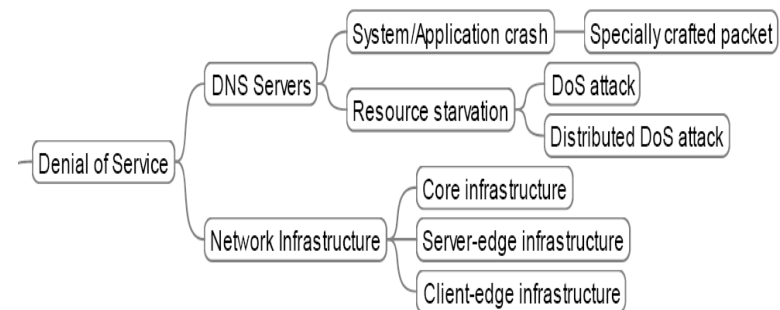 System/Application crash
Specially crafted packet
DNS Servers
DoS attack
Resource starvation
Distributed DoS attack
Denial of Service
Core infrastructure
Network Infrastructure
Server-edge infrastructure
Client-edge infrastructure